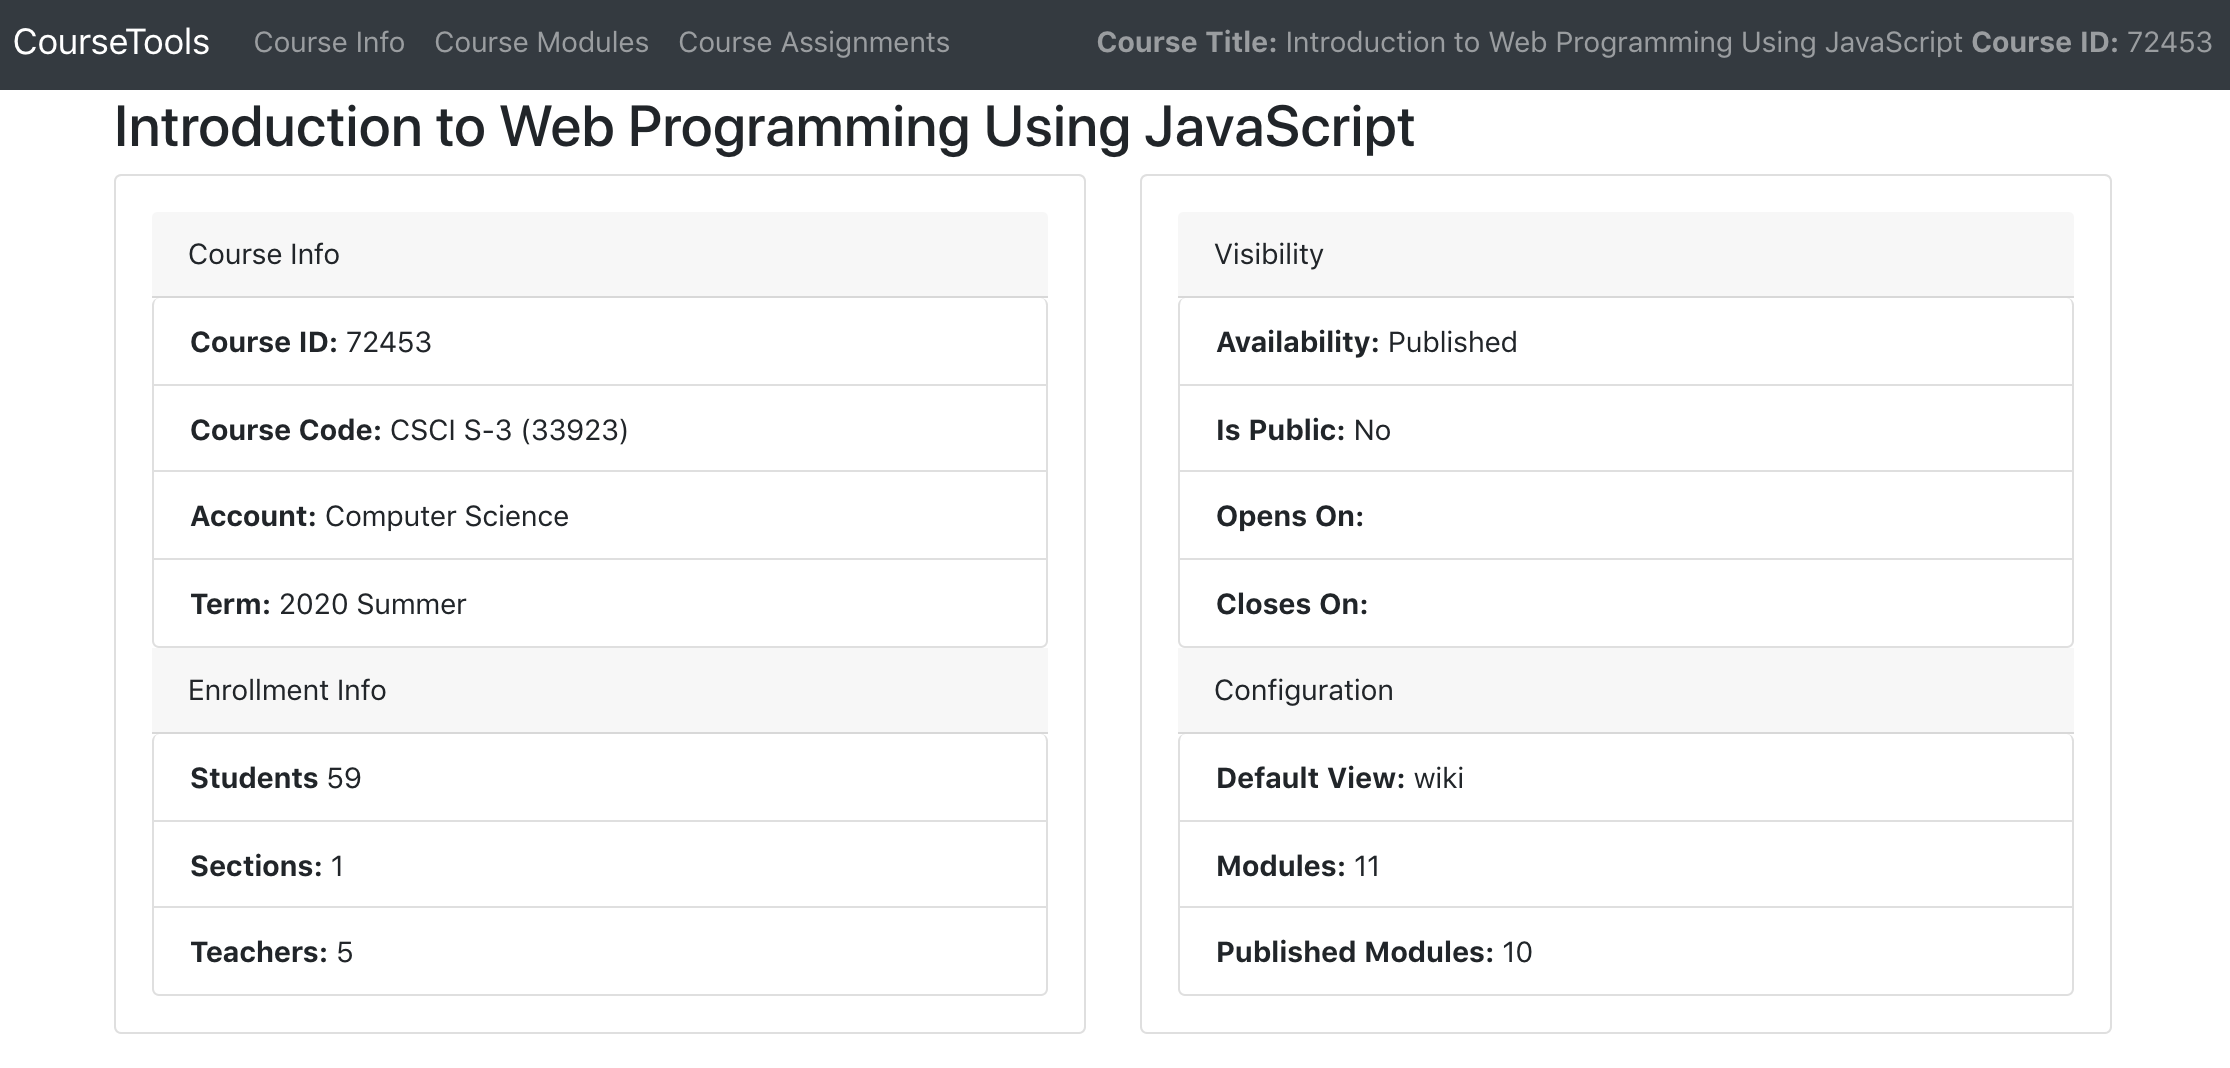 CourseTools Course Info Course Modules Course Assignments Course Title: Introduction to Web Programming Using JavaScript Course ID: 72453
Introduction to Web Programming Using JavaScript
Course Info
Course ID: 72453
Course Code: CSCI S-3 (33923)
Account: Computer Science
Term: 2020 Summer
Enrollment Info
Students 59
Sections: 1
Teachers: 5
Visibility
Availability: Published
Is Public: No
Opens On:
Closes On:
Configuration
Default View: wiki
Modules: 11
Published Modules: 10